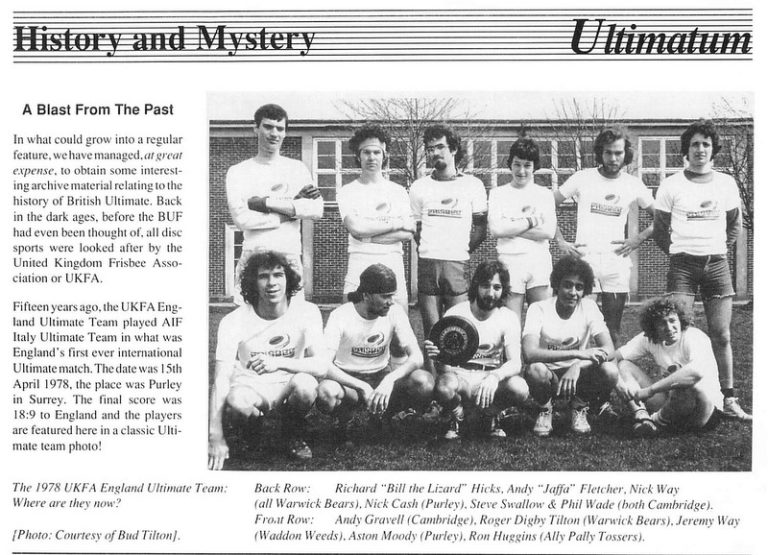 History and Mystery
Ultimatum
A Blast From The Past
In what could grow into a regular
feature, we have managed, at great
expense, to obtain some interest-
ing archive material relating to the
history of British Ultimate. Back
in the dark ages, before the BUF
had even been thought of, all disc
sports were looked after by the
United Kingdom Frisbee Asso-
ciation or UKFA.
Fifteen years ago, the UKFA Eng-
land Ultimate Team played AIF
Italy Ultimate Team in what was
England's first ever international
Ultimate match. The date was 15th
April 1978, the place was Purley
in Surrey. The final score was
18:9 to England and the players
are featured here in a classic Ulti-
mate team photo!
The 1978 UKFA England Ultimate Team:
Where are they now?
[Photo: Courtesy of Bud Tilton].
Back Row: Richard "Bill the Lizard" Hicks, Andy "Jaffa" Fletcher, Nick Way
(all Warwick Bears), Nick Cash (Purley), Steve Swallow & Phil Wade (both Cambridge).
Front Row: Andy Gravell (Cambridge), Roger Digby Tilton (Warwick Bears), Jeremy Way
(Waddon Weeds), Aston Moody (Purley), Ron Huggins (Ally Pally Tossers).